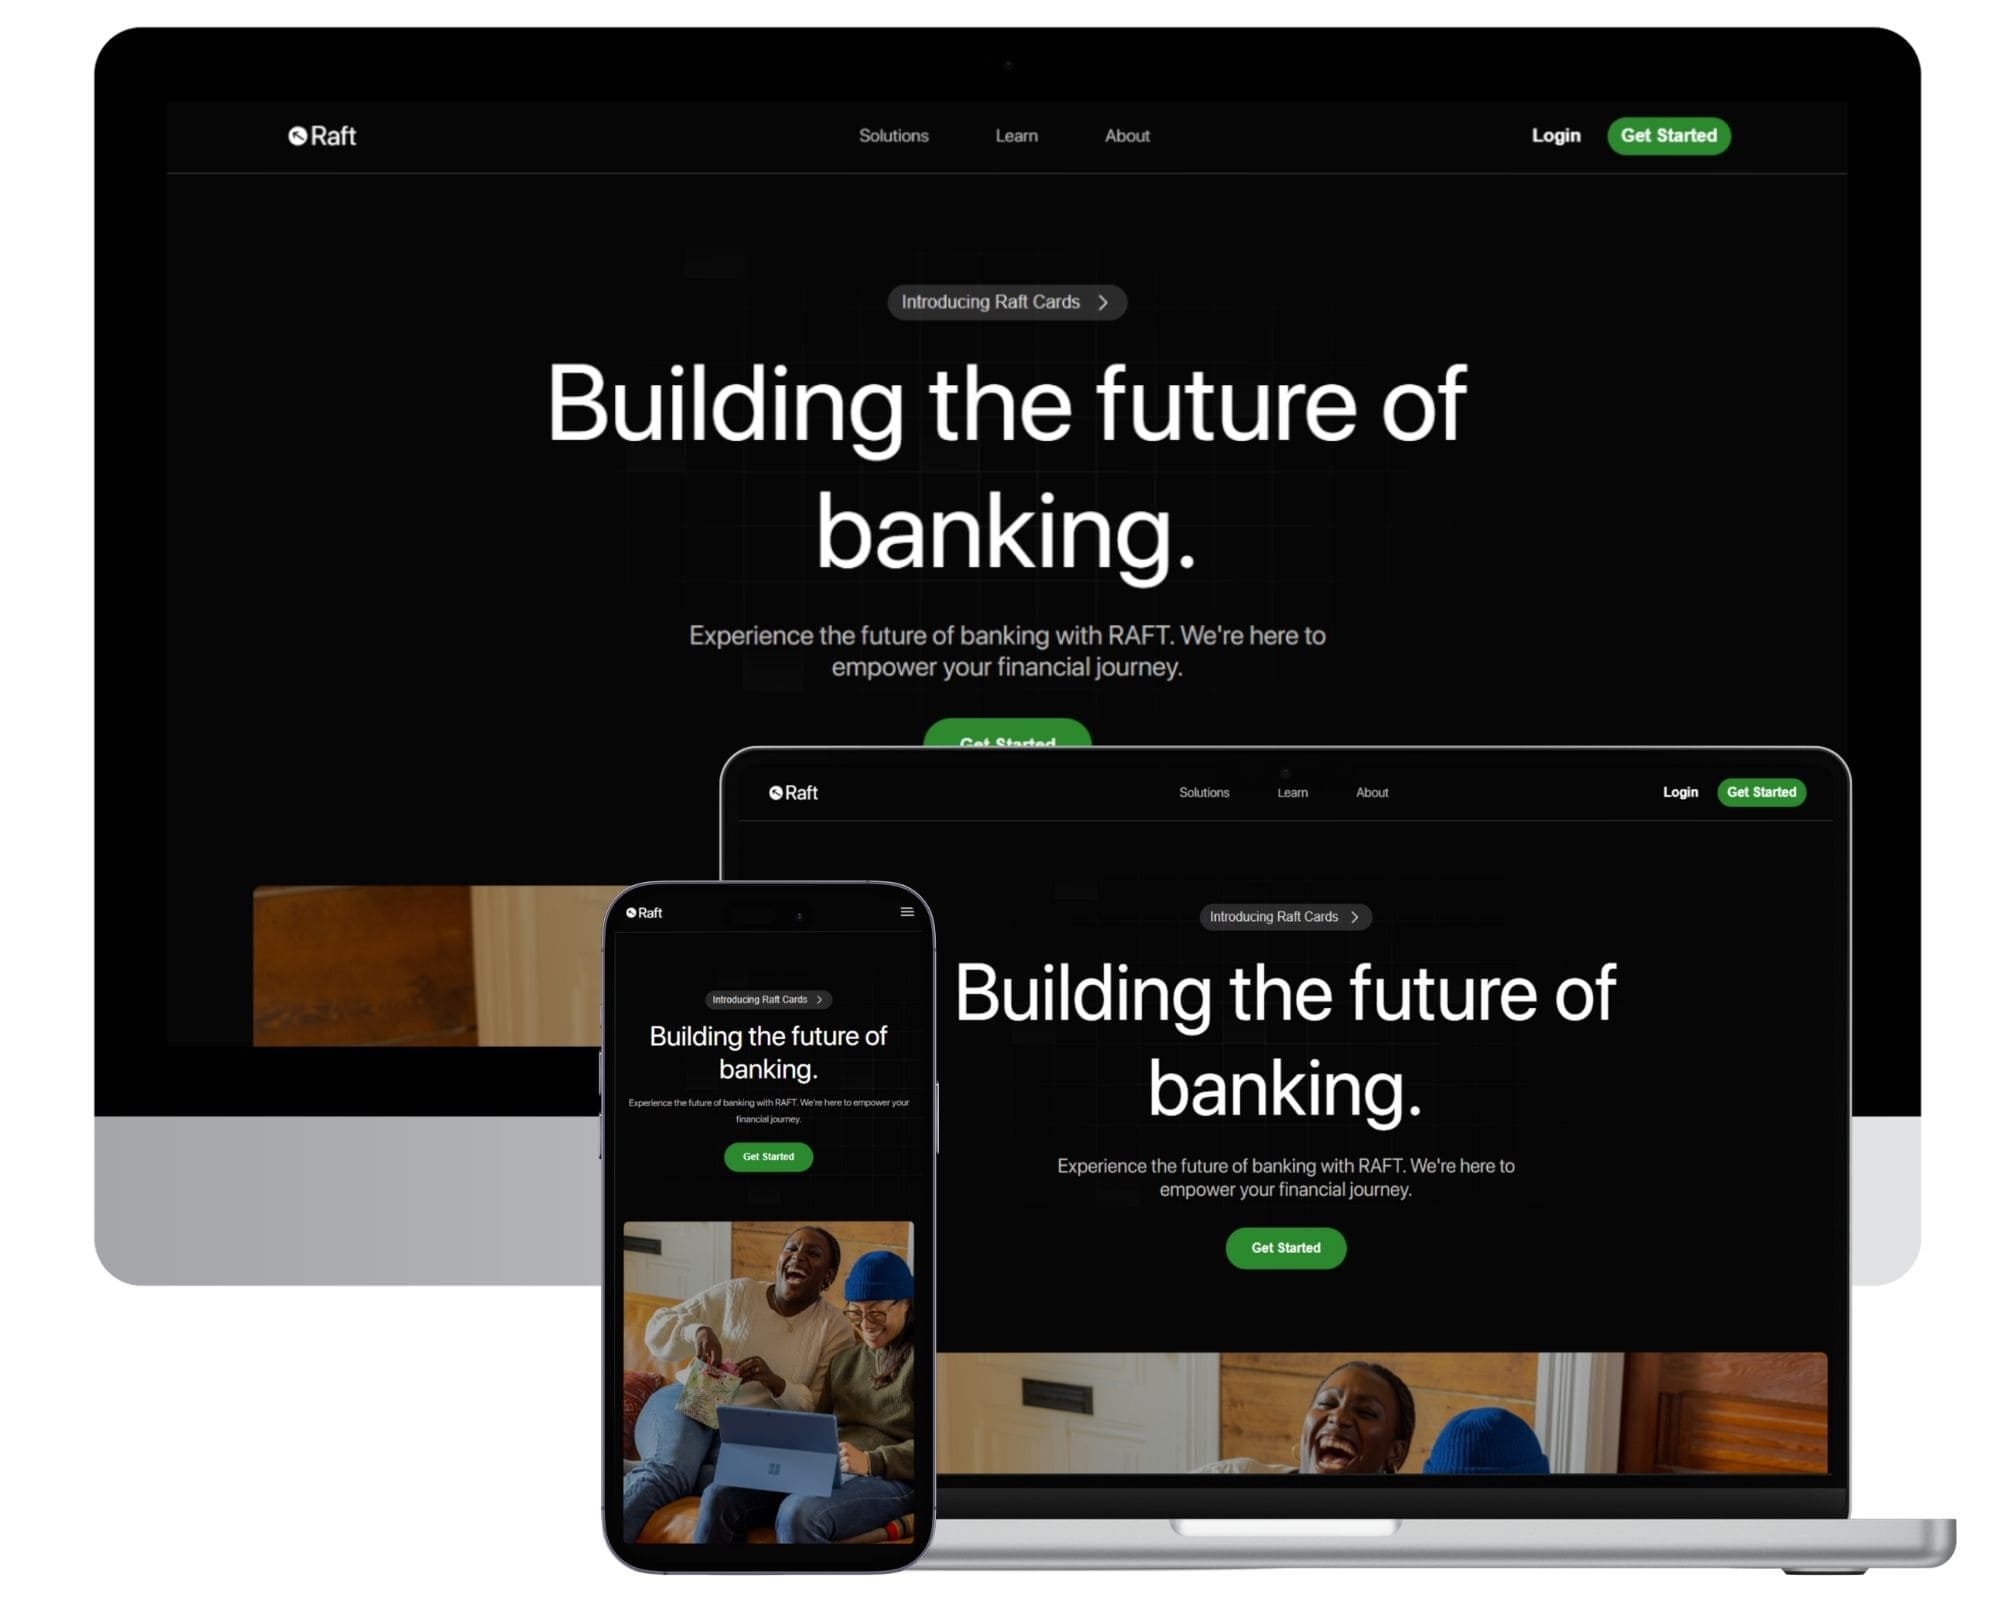 Raft
Solutions Learn About
Login Get Started
Introducing Raft Cards
Building the future of
banking.
Experience the future of banking with RAFT. We're here to
empower your financial journey.
Get Started
Raft
Solutions Learn About
Login Get Started
Introducing Raft Cards
Building the future of
banking.
Experience the future of banking with RAFT. We're here to
empower your financial journey.
Get Started
Raft
Introducing Raft Cards
Building the future of
banking.
Experience the future of banking with RAFT. We're here to empower your
financial journey.
Get Started